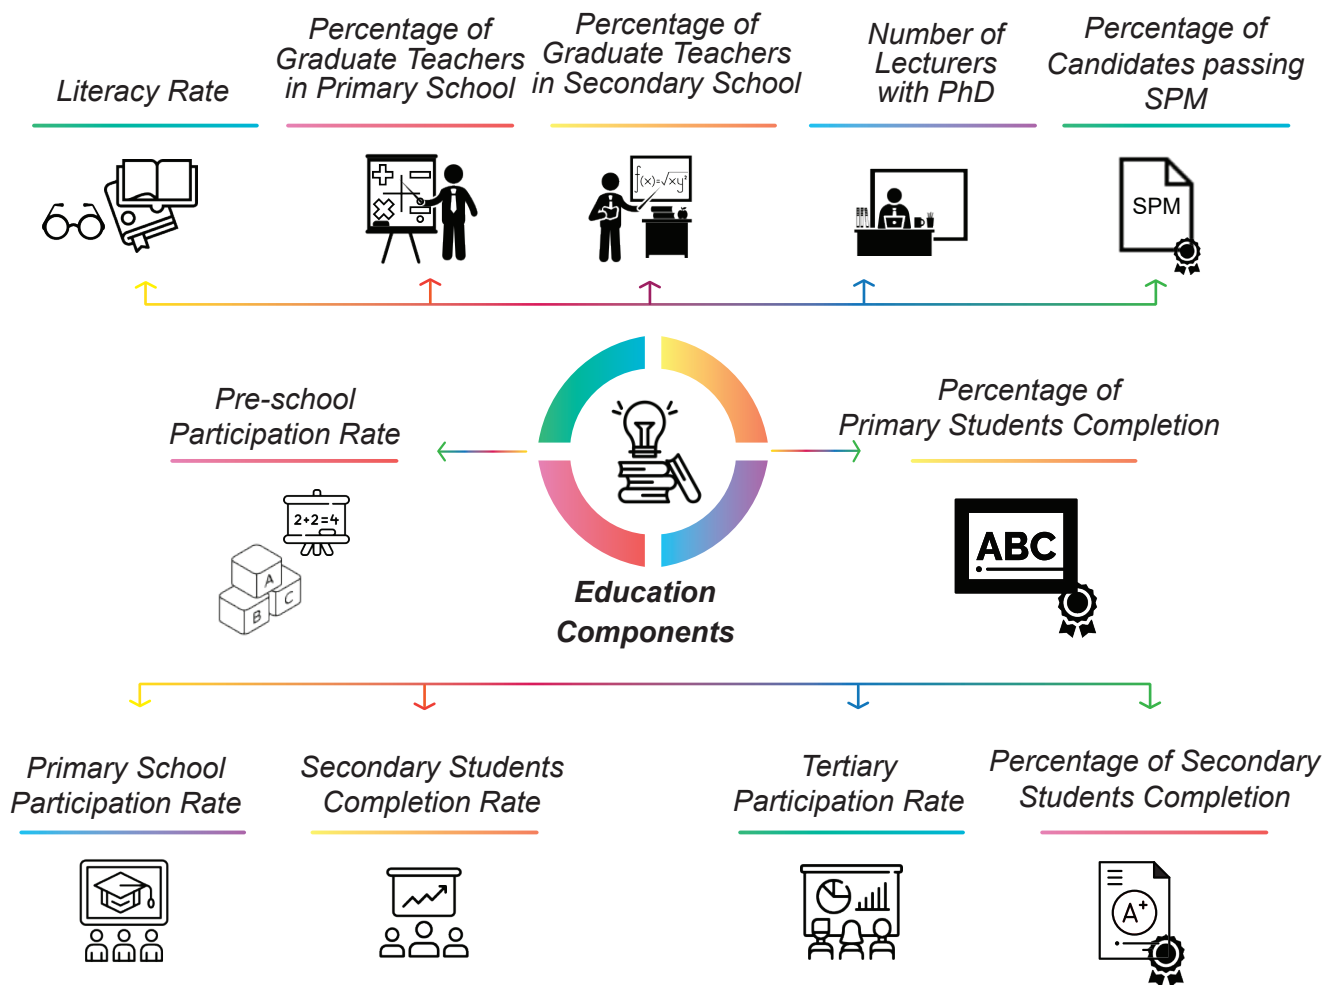 Literacy Rate
Percentage of
Graduate Teachers
in Primary School
Percentage of
Graduate Teachers
in Secondary School
Number of
Lecturers
with PhD
Percentage of
Candidates passing
SPM
f(x)=√xy²
SPM
Pre-school
Participation Rate
2+2=4
A
B
C
Percentage of
Primary Students Completion
ABC
Education
Components
Primary School
Participation Rate
Secondary Students
Completion Rate
Tertiary
Participation Rate
Percentage of Secondary
Students Completion
A+